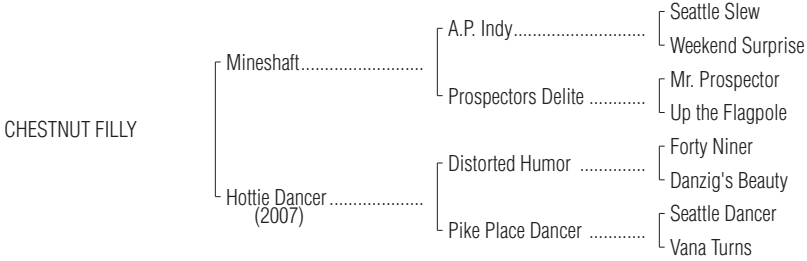 Seattle Slew
A.P. Indy............................
Weekend Surprise
Mineshaft..........................
Mr. Prospector
Prospectors Delite ............
Up the Flagpole
CHESTNUT FILLY
Forty Niner
Distorted Humor ..............
Danzig's Beauty
Hottie Dancer ....................
(2007)
Seattle Dancer
Pike Place Dancer ............
Vana Turns